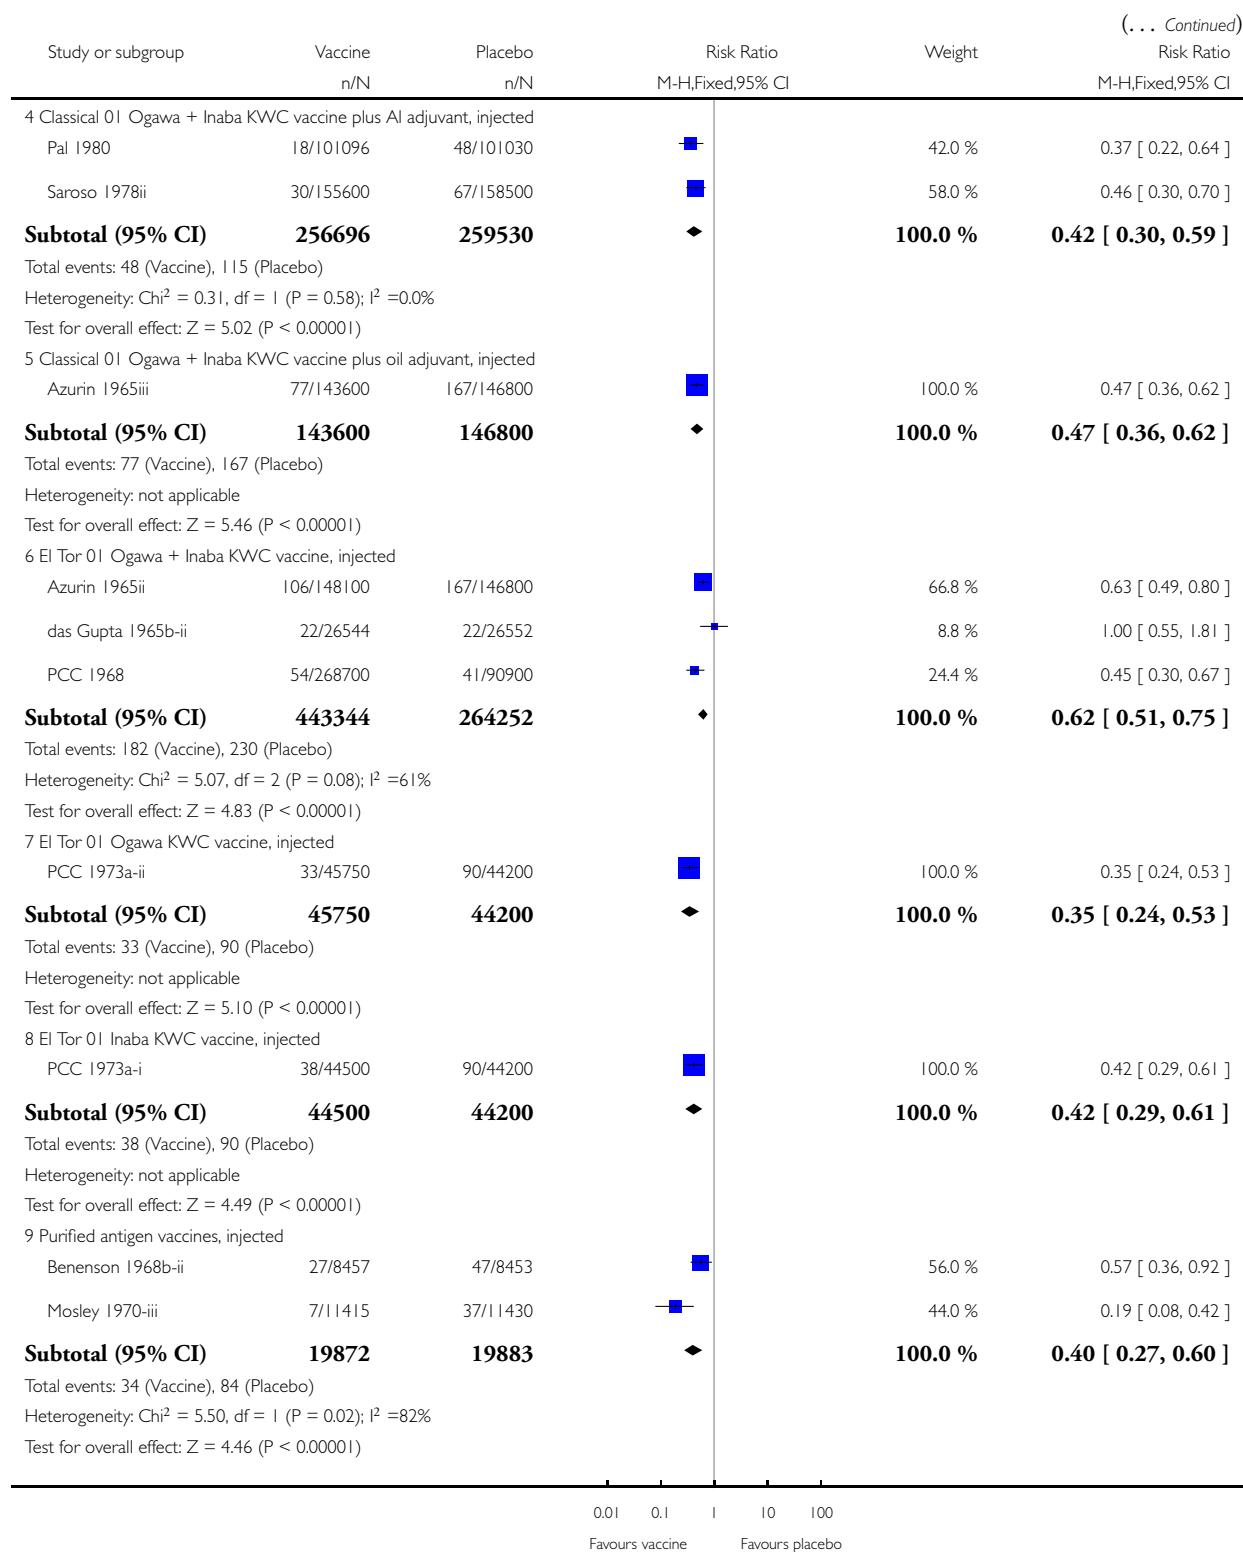 (... Continued)
Study or subgroup Vaccine Placebo Risk Ratio Weight Risk Ratio
n/N n/N M-H,Fixed,95% CI M-H,Fixed,95% CI
4 Classical 01 Ogawa + Inaba KWC vaccine plus Al adjuvant, injected
Pal 1980 18/101096 48/101030 42.0 % 0.37 [ 0.22, 0.64 ]
Saroso 1978ii 30/155600 67/158500 58.0 % 0.46 [ 0.30, 0.70 ]
Subtotal (95% CI) 256696 259530 100.0 % 0.42 [ 0.30, 0.59 ]
Total events: 48 (Vaccine), 115 (Placebo)
Heterogeneity: Chi² = 0.31, df = 1 (P = 0.58); I² =0.0%
Test for overall effect: Z = 5.02 (P < 0.00001)
5 Classical 01 Ogawa + Inaba KWC vaccine plus oil adjuvant, injected
Azurin 1965iii 77/143600 167/146800 100.0 % 0.47 [ 0.36, 0.62 ]
Subtotal (95% CI) 143600 146800 100.0 % 0.47 [ 0.36, 0.62 ]
Total events: 77 (Vaccine), 167 (Placebo)
Heterogeneity: not applicable
Test for overall effect: Z = 5.46 (P < 0.00001)
6 El Tor 01 Ogawa + Inaba KWC vaccine, injected
Azurin 1965ii 106/148100 167/146800 66.8 % 0.63 [ 0.49, 0.80 ]
das Gupta 1965b-ii 22/26544 22/26552 8.8 % 1.00 [ 0.55, 1.81 ]
PCC 1968 54/268700 41/90900 24.4 % 0.45 [ 0.30, 0.67 ]
Subtotal (95% CI) 443344 264252 100.0 % 0.62 [ 0.51, 0.75 ]
Total events: 182 (Vaccine), 230 (Placebo)
Heterogeneity: Chi² = 5.07, df = 2 (P = 0.08); I² =61%
Test for overall effect: Z = 4.83 (P < 0.00001)
7 El Tor 01 Ogawa KWC vaccine, injected
PCC 1973a-ii 33/45750 90/44200 100.0 % 0.35 [ 0.24, 0.53 ]
Subtotal (95% CI) 45750 44200 100.0 % 0.35 [ 0.24, 0.53 ]
Total events: 33 (Vaccine), 90 (Placebo)
Heterogeneity: not applicable
Test for overall effect: Z = 5.10 (P < 0.00001)
8 El Tor 01 Inaba KWC vaccine, injected
PCC 1973a-i 38/44500 90/44200 100.0 % 0.42 [ 0.29, 0.61 ]
Subtotal (95% CI) 44500 44200 100.0 % 0.42 [ 0.29, 0.61 ]
Total events: 38 (Vaccine), 90 (Placebo)
Heterogeneity: not applicable
Test for overall effect: Z = 4.49 (P < 0.00001)
9 Purified antigen vaccines, injected
Benenson 1968b-ii 27/8457 47/8453 56.0 % 0.57 [ 0.36, 0.92 ]
Mosley 1970-iii 7/11415 37/11430 44.0 % 0.19 [ 0.08, 0.42 ]
Subtotal (95% CI) 19872 19883 100.0 % 0.40 [ 0.27, 0.60 ]
Total events: 34 (Vaccine), 84 (Placebo)
Heterogeneity: Chi² = 5.50, df = 1 (P = 0.02); I² =82%
Test for overall effect: Z = 4.46 (P < 0.00001)
0.01 0.1 1 10 100
Favours vaccine Favours placebo